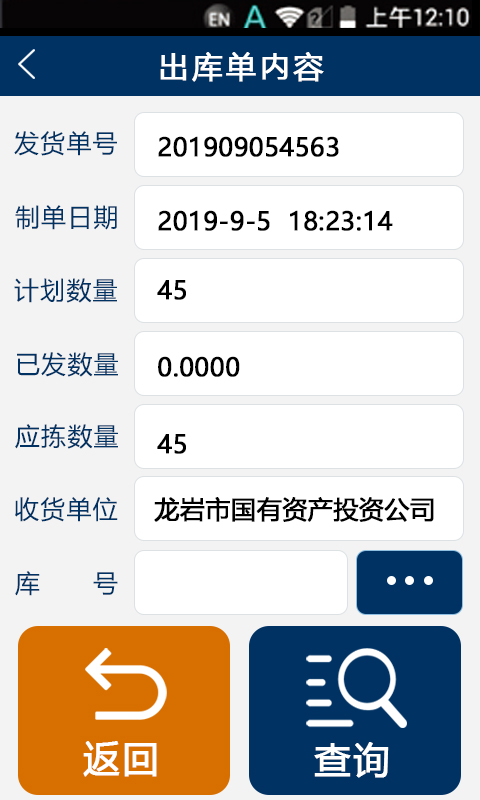 EN A 2 上午12:10
出库单内容
发货单号 201909054563
制单日期 2019-9-5 18:23:14
计划数量 45
已发数量 0.0000
应拣数量 45
收货单位 龙岩市国有资产投资公司
库 号
返回 查询